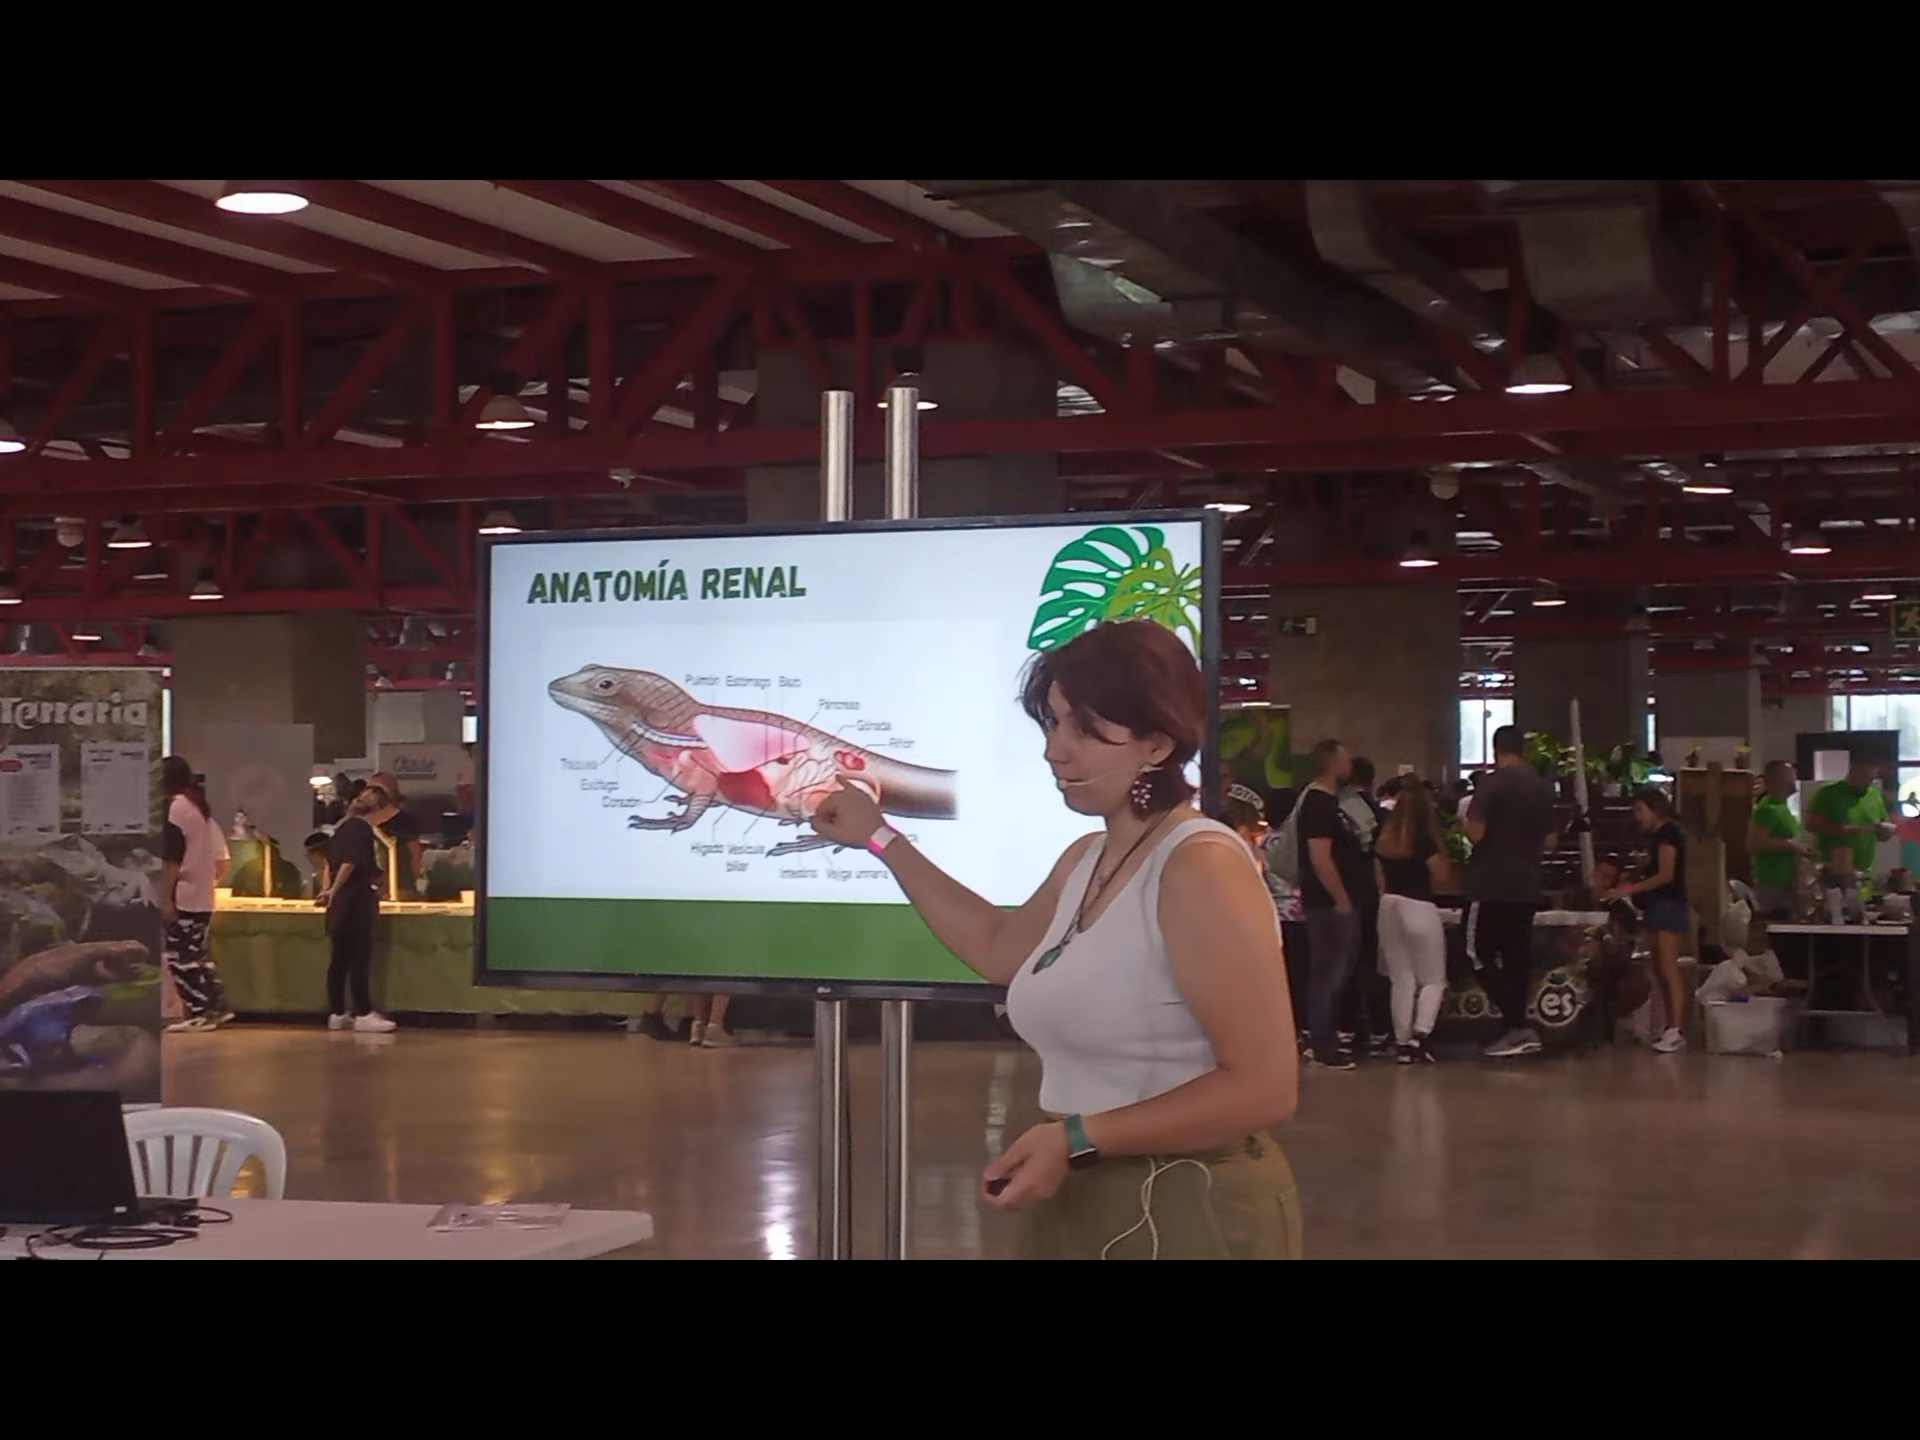 ANATOMÍA RENAL
Pulmón Estómago Bazo
Páncreas
Gónada
Riñón
Tráquea
Esófago
Corazón
Hígado Vesícula
biliar
Intestino Vejiga urinaria
Terraria